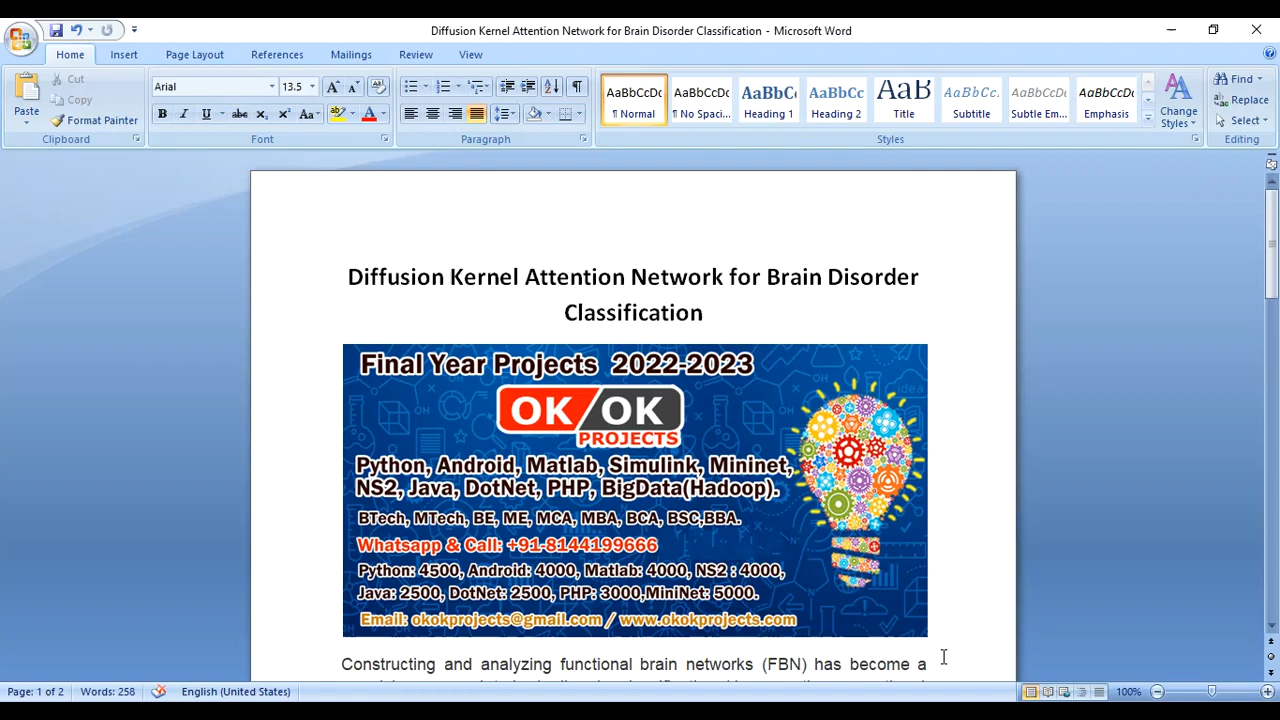 Diffusion Kernel Attention Network for Brain Disorder Classification - Microsoft Word
Home Insert Page Layout References Mailings Review View
Cut
Copy
Format Painter
Paste
Clipboard
Arial 13.5
Font
Paragraph
AaBbCcDc AaBbCcDc AaBbCc AaBbCc AaB AaBbCc. AaBbCcDc AaBbCcDc
¶ Normal ¶ No Spaci... Heading 1 Heading 2 Title Subtitle Subtle Em... Emphasis
Change Styles
Styles
Find
Replace
Select
Editing
Diffusion Kernel Attention Network for Brain Disorder
Classification
Final Year Projects 2022-2023
OK/OK
PROJECTS
Python, Android, Matlab, Simulink, Mininet,
NS2, Java, DotNet, PHP, BigData(Hadoop).
BTech, MTech, BE, ME, MCA, MBA, BCA, BSC,BBA.
Whatsapp & Call: +91-8144199666
Python: 4500, Android: 4000, Matlab: 4000, NS2 : 4000,
Java: 2500, DotNet: 2500, PHP: 3000,MiniNet: 5000.
Email: okokprojects@gmail.com / www.okokprojects.com
Constructing and analyzing functional brain networks (FBN) has become a
Page: 1 of 2 Words: 258 English (United States) 100%